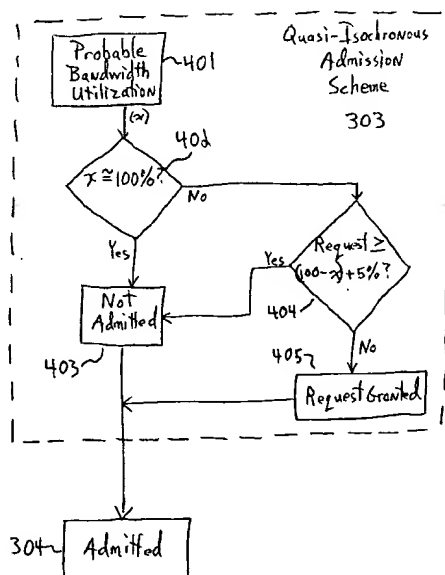 Probable
Bandwidth
Utilization
401
Quasi-Isochronous
Admission
Scheme
303
(x)
402
x ≅ 100%?
No
Yes
Request ≥
(100-x)+5%?
Yes
404
No
Not
Admitted
403
405
Request Granted
304
Admitted